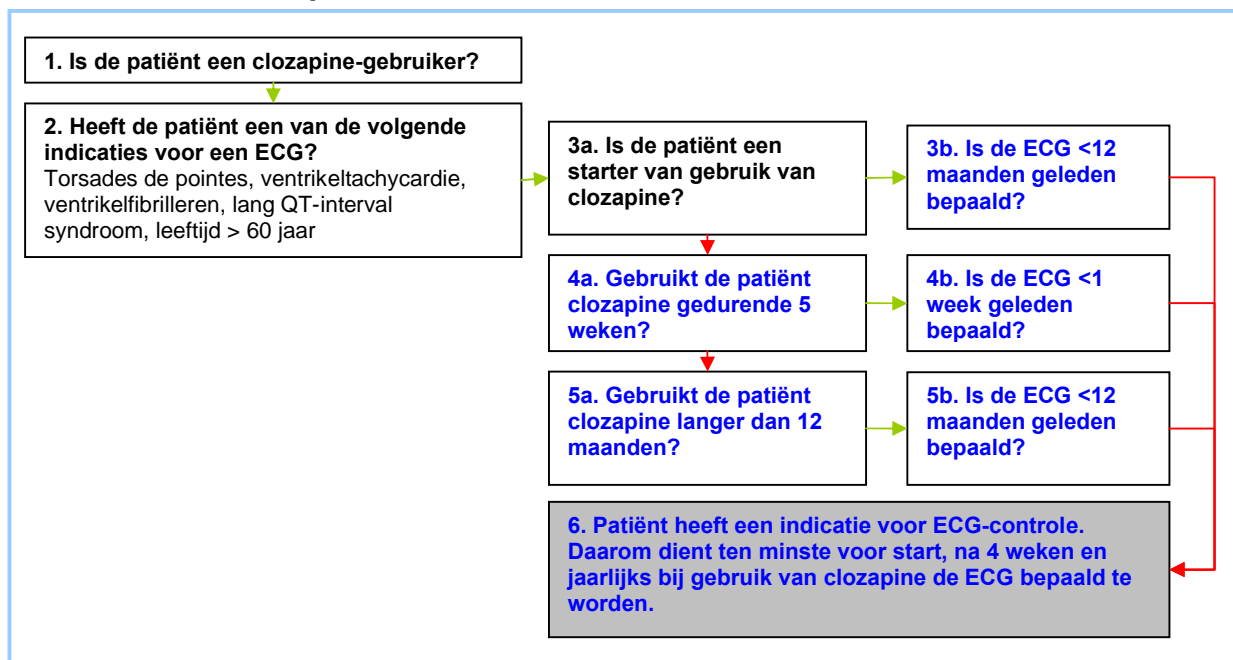 1. Is de patiënt een clozapine-gebruiker?
2. Heeft de patiënt een van de volgende
indicaties voor een ECG?
Torsades de pointes, ventrikeltachycardie,
ventrikelfibrilleren, lang QT-interval
syndroom, leeftijd > 60 jaar
3a. Is de patiënt een
starter van gebruik van
clozapine?
3b. Is de ECG <12
maanden geleden
bepaald?
4a. Gebruikt de patiënt
clozapine gedurende 5
weken?
4b. Is de ECG <1
week geleden
bepaald?
5a. Gebruikt de patiënt
clozapine langer dan 12
maanden?
5b. Is de ECG <12
maanden geleden
bepaald?
6. Patiënt heeft een indicatie voor ECG-controle.
Daarom dient ten minste voor start, na 4 weken en
jaarlijks bij gebruik van clozapine de ECG bepaald te
worden.